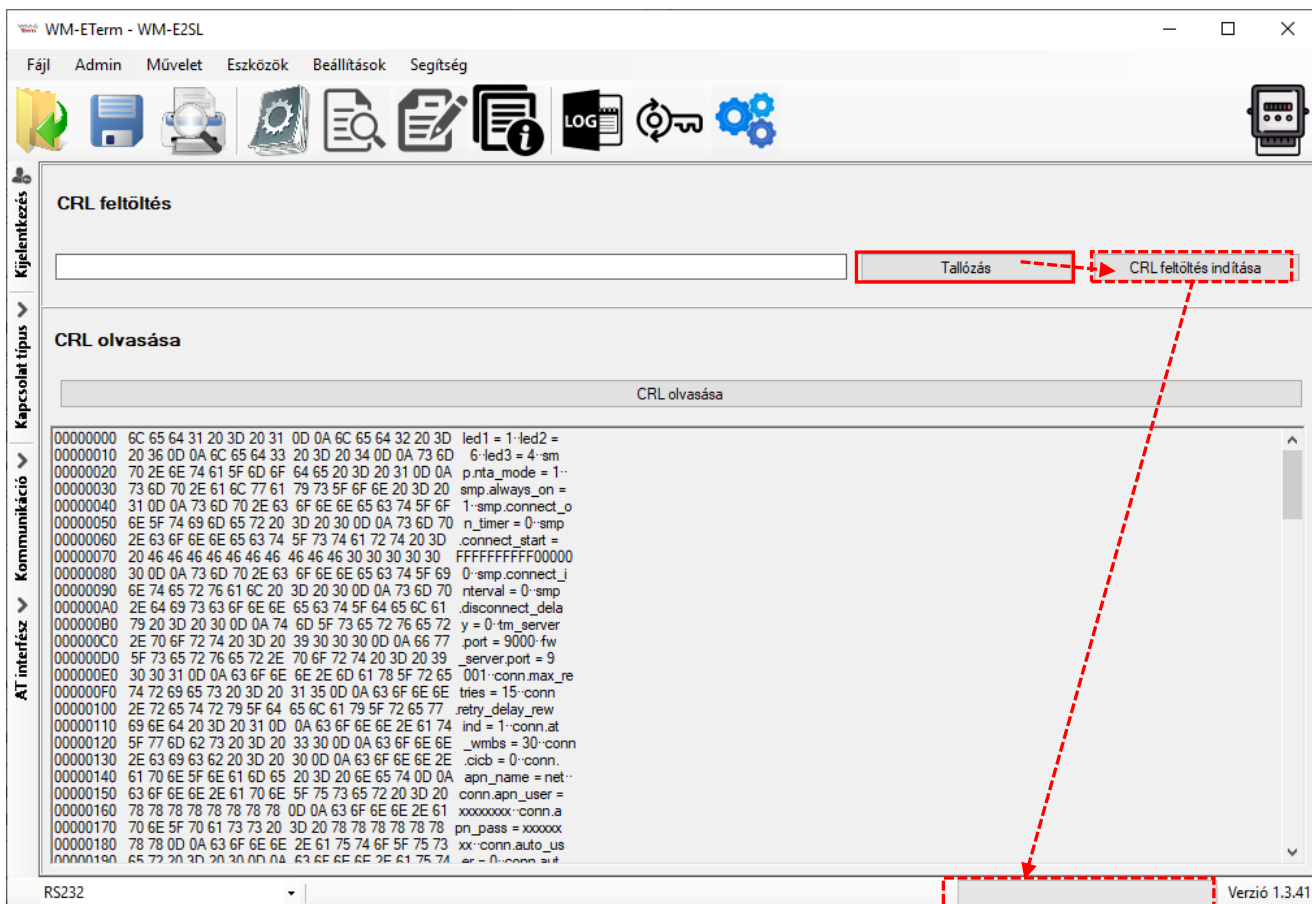 WM-ETerm - WM-E2SL
Fájl Admin Művelet Eszközök Beállítások Segítség
LOG
Kijelentkezés
Kapcsolat típus
Kommunikáció
AT interfész
CRL feltöltés
Tallózás CRL feltöltés indítása
CRL olvasása
CRL olvasása
00000000 6C 65 64 31 20 3D 20 31 0D 0A 6C 65 64 32 20 3D led1 = 1··led2 =
00000010 20 36 0D 0A 6C 65 64 33 20 3D 20 34 0D 0A 73 6D 6·led3 = 4··sm
00000020 70 2E 6E 74 61 5F 6D 6F 64 65 20 3D 20 31 0D 0A p.nta_mode = 1··
00000030 73 6D 70 2E 61 6C 77 61 79 73 5F 6F 6E 20 3D 20 smp.always_on =
00000040 31 0D 0A 73 6D 70 2E 63 6F 6E 6E 65 63 74 5F 6F 1··smp.connect_o
00000050 6E 5F 74 69 6D 65 72 20 3D 20 30 0D 0A 73 6D 70 n_timer = 0··smp
00000060 2E 63 6F 6E 6E 65 63 74 5F 73 74 61 72 74 20 3D .connect_start =
00000070 20 46 46 46 46 46 46 46 46 46 46 30 30 30 30 30 FFFFFFFFFF00000
00000080 30 0D 0A 73 6D 70 2E 63 6F 6E 6E 65 63 74 5F 69 0··smp.connect_i
00000090 6E 74 65 72 76 61 6C 20 3D 20 30 0D 0A 73 6D 70 nterval = 0··smp
000000A0 2E 64 69 73 63 6F 6E 6E 65 63 74 5F 64 65 6C 61 .disconnect_dela
000000B0 79 20 3D 20 30 0D 0A 74 6D 5F 73 65 72 76 65 72 y = 0··tm_server
000000C0 2E 70 6F 72 74 20 3D 20 39 30 30 30 0D 0A 66 77 .port = 9000··fw
000000D0 5F 73 65 72 76 65 72 2E 70 6F 72 74 20 3D 20 39 _server.port = 9
000000E0 30 30 31 0D 0A 63 6F 6E 6E 2E 6D 61 78 5F 72 65 001··conn.max_re
000000F0 74 72 69 65 73 20 3D 20 31 35 0D 0A 63 6F 6E 6E tries = 15··conn
00000100 2E 72 65 74 72 79 5F 64 65 6C 61 79 5F 72 65 77 .retry_delay_rew
00000110 69 6E 64 20 3D 20 31 0D 0A 63 6F 6E 6E 2E 61 74 ind = 1··conn.at
00000120 5F 77 6D 62 73 20 3D 20 33 30 0D 0A 63 6F 6E 6E _wmbs = 30··conn
00000130 2E 63 69 63 62 20 3D 20 30 0D 0A 63 6F 6E 6E 2E .cicb = 0··conn.
00000140 61 70 6E 5F 6E 61 6D 65 20 3D 20 6E 65 74 0D 0A apn_name = net··
00000150 63 6F 6E 6E 2E 61 70 6E 5F 75 73 65 72 20 3D 20 conn.apn_user =
00000160 78 78 78 78 78 78 78 78 0D 0A 63 6F 6E 6E 2E 61 xxxxxxxx··conn.a
00000170 70 6E 5F 70 61 73 73 20 3D 20 78 78 78 78 78 78 pn_pass = xxxxxx
00000180 78 78 0D 0A 63 6F 6E 6E 2E 61 75 74 6F 5F 75 73 xx··conn.auto_us
00000190 65 72 20 3D 20 30 0D 0A 63 6F 6E 6E 2E 61 75 74 er = 0··conn.aut
RS232 Verzió 1.3.41